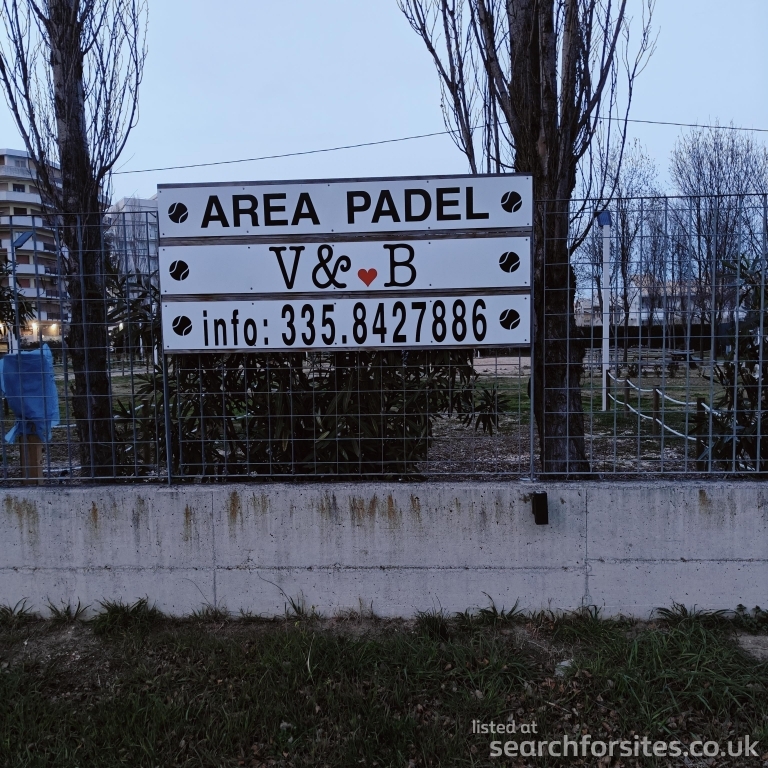 AREA PADEL
V&♥B
info: 335.8427886
listed at
searchforsites.co.uk